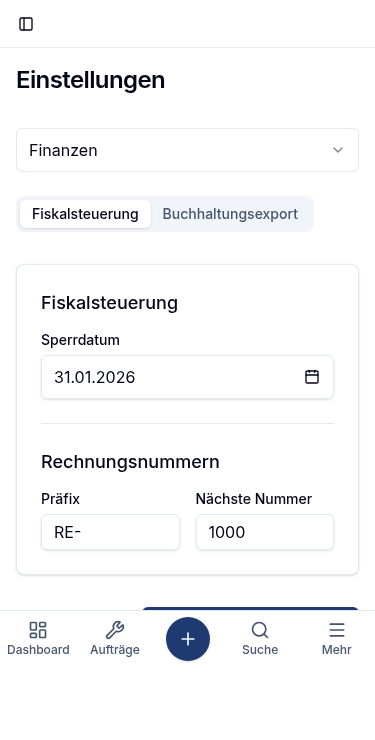 Einstellungen
Finanzen
Fiskalsteuerung Buchhaltungsexport
Fiskalsteuerung
Sperrdatum
31.01.2026
Rechnungsnummern
Präfix Nächste Nummer
RE- 1000
Dashboard Aufträge Suche Mehr